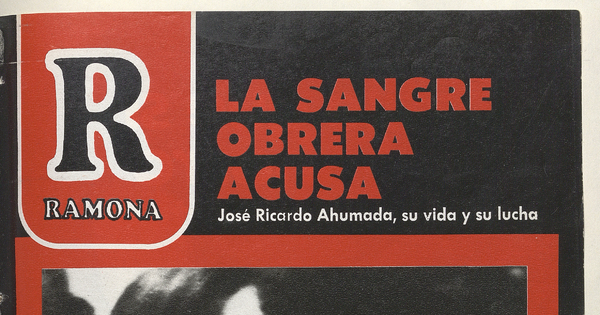 R
RAMONA
LA SANGRE
OBRERA
ACUSA
José Ricardo Ahumada, su vida y su lucha